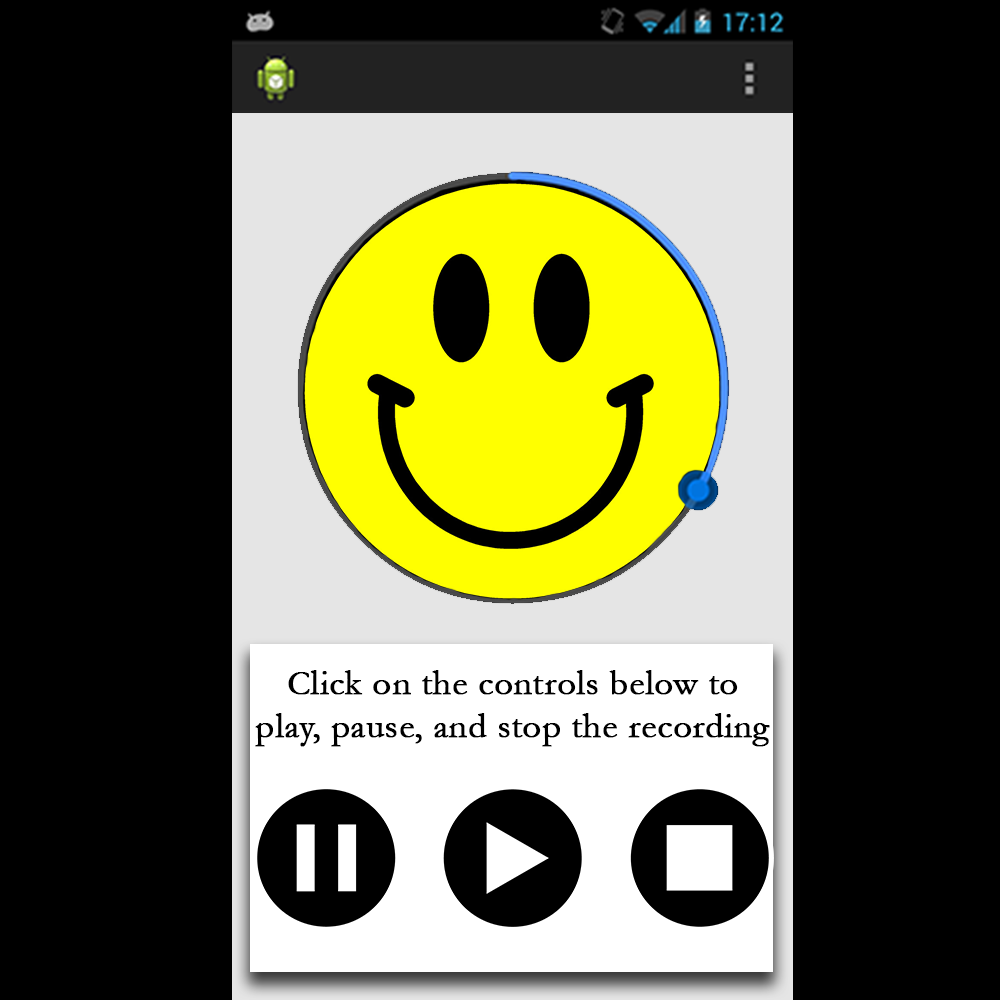 17:12
Click on the controls below to
play, pause, and stop the recording